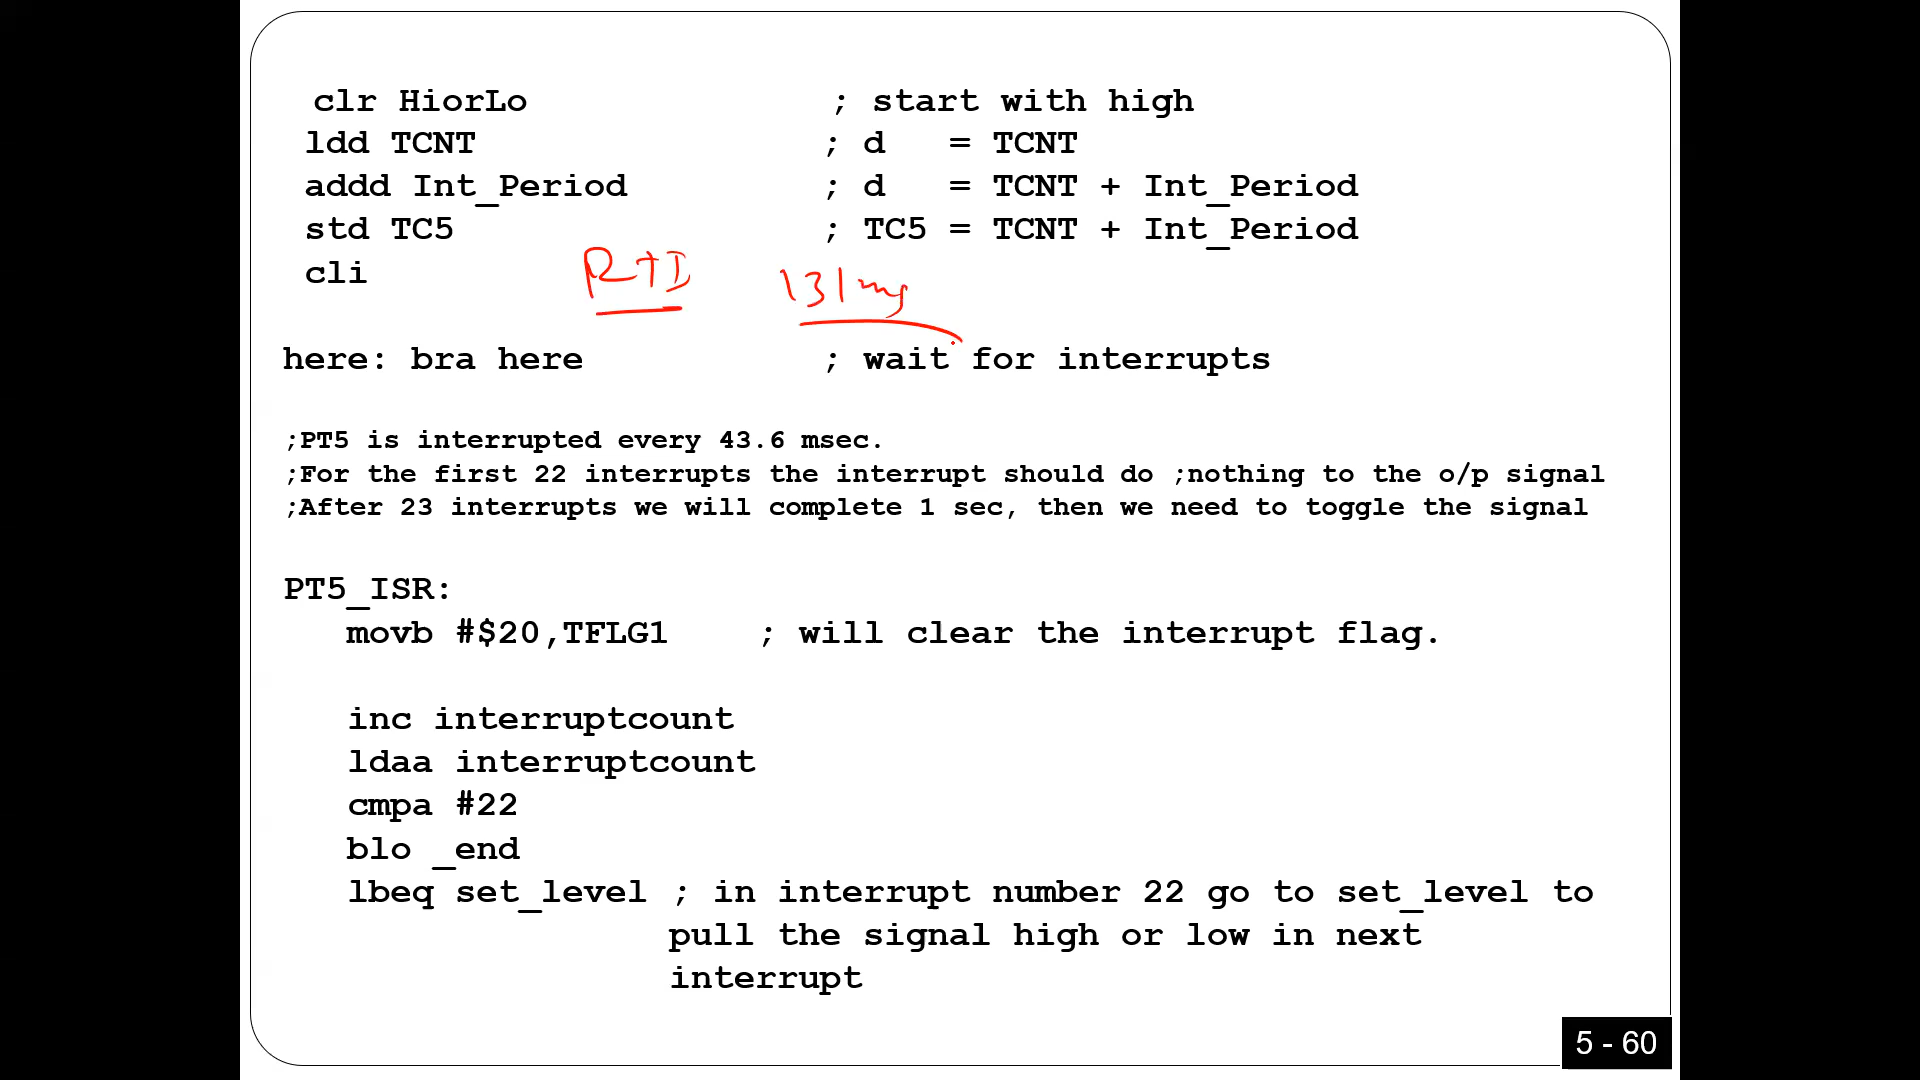 clr HiorLo ; start with high
ldd TCNT ; d = TCNT
addd Int_Period ; d = TCNT + Int_Period
std TC5 ; TC5 = TCNT + Int_Period
cli RTI 131ms
here: bra here ; wait for interrupts
;PT5 is interrupted every 43.6 msec.
;For the first 22 interrupts the interrupt should do ;nothing to the o/p signal
;After 23 interrupts we will complete 1 sec, then we need to toggle the signal
PT5_ISR:
movb #$20,TFLG1 ; will clear the interrupt flag.
inc interruptcount
ldaa interruptcount
cmpa #22
blo _end
lbeq set_level ; in interrupt number 22 go to set_level to
pull the signal high or low in next
interrupt
5 - 60